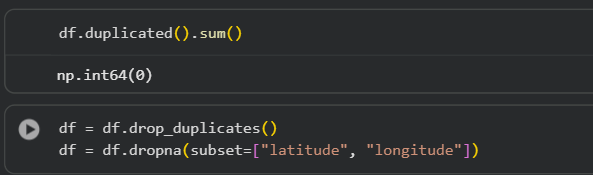 df.duplicated().sum()
np.int64(0)
df = df.drop_duplicates()
df = df.dropna(subset=["latitude", "longitude"])